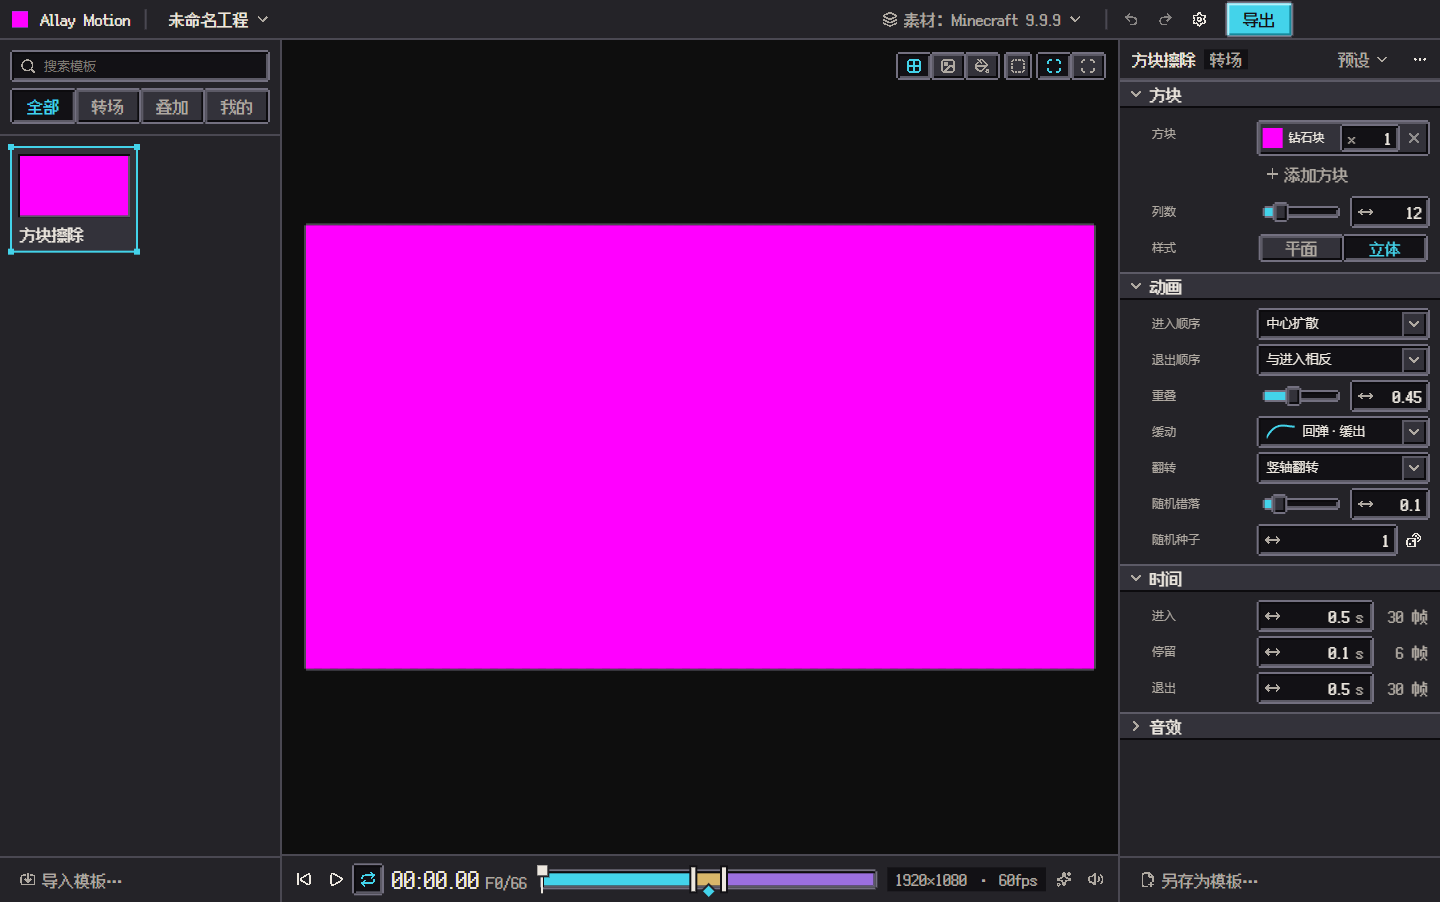 Allay Motion
未命名工程
素材：Minecraft 9.9.9
导出
搜索模板
全部
转场
叠加
我的
方块擦除
导入模板…
00:00.00
F0/66
1920×1080 · 60fps
方块擦除
转场
预设
方块
方块
钻石块
x
1
添加方块
列数
12
样式
平面
立体
动画
进入顺序
中心扩散
退出顺序
与进入相反
重叠
0.45
缓动
回弹 · 缓出
翻转
竖轴翻转
随机错落
0.1
随机种子
1
时间
进入
0.5 s
30 帧
停留
0.1 s
6 帧
退出
0.5 s
30 帧
音效
另存为模板…